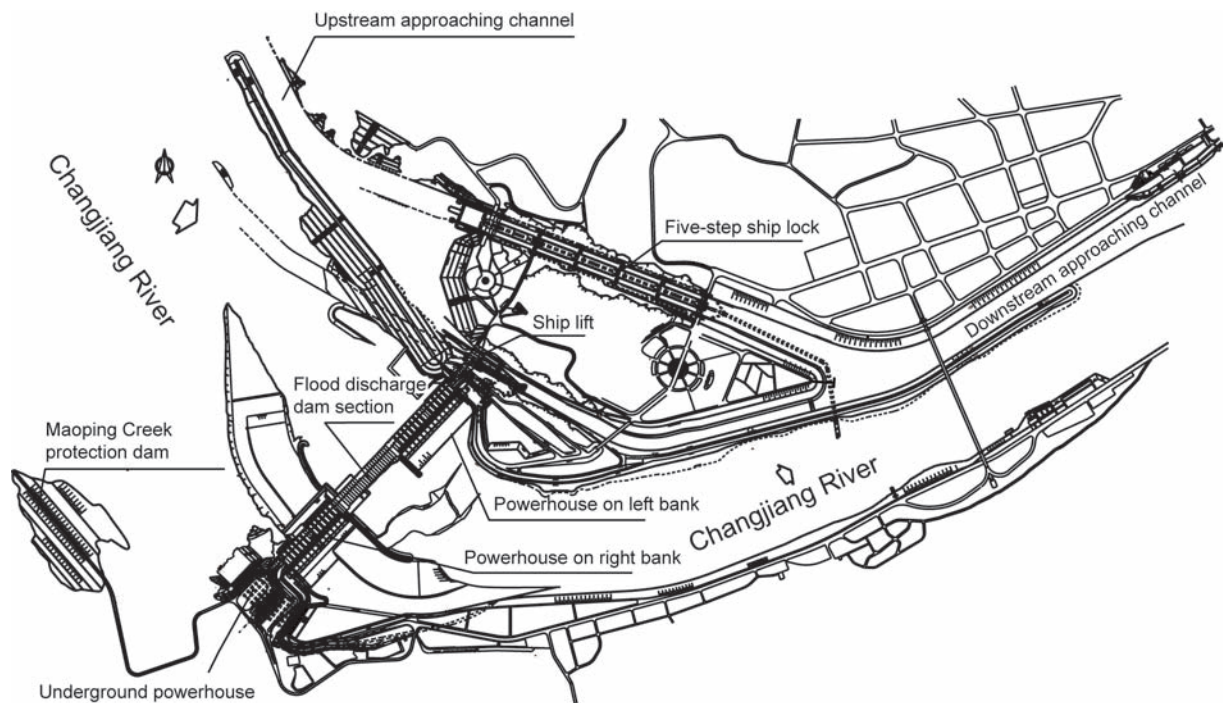 Upstream approaching channel
Changjiang River
Five-step ship lock
Downstream approaching channel
Ship lift
Flood discharge
dam section
Maoping Creek
protection dam
Changjiang River
Powerhouse on left bank
Powerhouse on right bank
Underground powerhouse